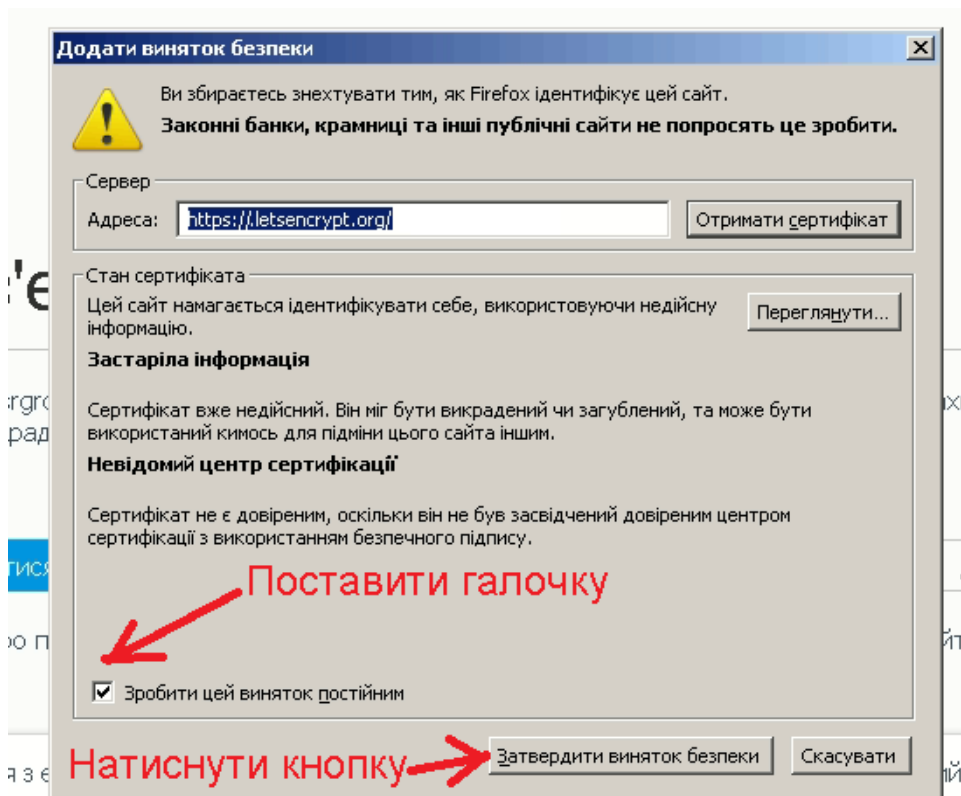 Додати виняток безпеки
Ви збираєтесь знехтувати тим, як Firefox ідентифікує цей сайт.
Законні банки, крамниці та інші публічні сайти не попросять це зробити.
Сервер
Адреса: https://letsencrypt.org/ Отримати сертифікат
Стан сертифіката
Цей сайт намагається ідентифікувати себе, використовуючи недійсну
інформацію.
Переглянути...
Застаріла інформація
Сертифікат вже недійсний. Він міг бути викрадений чи загублений, та може бути
використаний кимось для підміни цього сайта іншим.
Невідомий центр сертифікації
Сертифікат не є довіреним, оскільки він не був засвідчений довіреним центром
сертифікації з використанням безпечного підпису.
Поставити галочку
Зробити цей виняток постійним
Натиснути кнопку
Затвердити виняток безпеки Скасувати